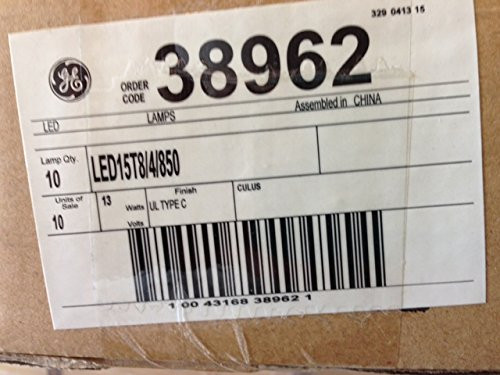 329 0413 15
GE
ORDER CODE 38962
Assembled in CHINA
LED LAMPS
Lamp Qty.
10
LED15T8/4/850
Units of Sale
10
13 Watts
Volts
Finish
UL TYPE C
CULUS
1 00 43168 38962 1